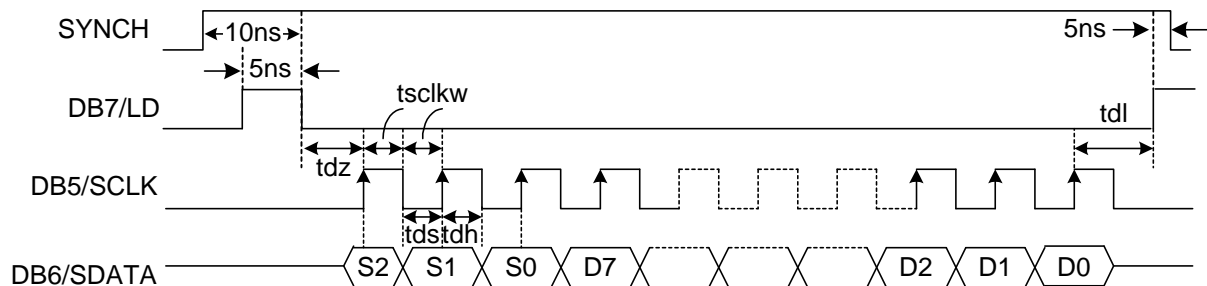 SYNCH
10ns
5ns
5ns
tsclkw
DB7/LD
tdl
tdz
DB5/SCLK
tds
tdh
DB6/SDATA
S2
S1
S0
D7
D2
D1
D0